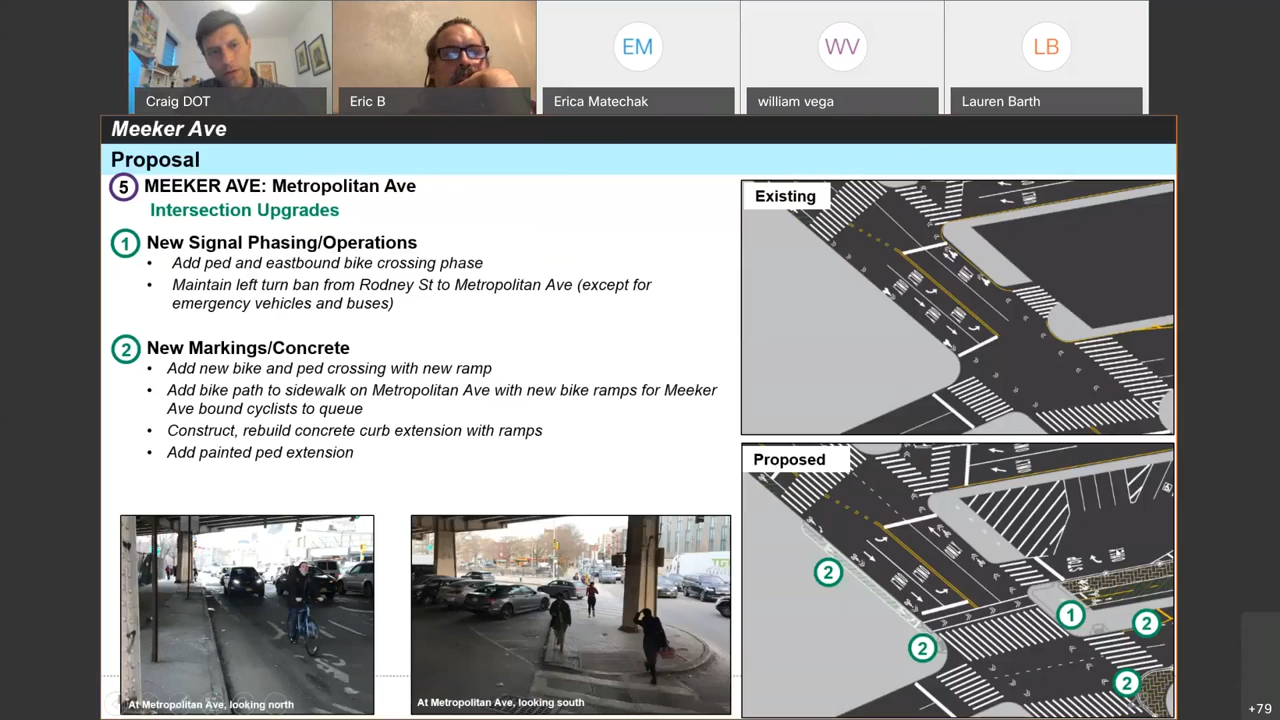 EM
WV
LB
Craig DOT
Eric B
Erica Matechak
william vega
Lauren Barth
Meeker Ave
Proposal
5 MEEKER AVE: Metropolitan Ave
Intersection Upgrades
1 New Signal Phasing/Operations
• Add ped and eastbound bike crossing phase
• Maintain left turn ban from Rodney St to Metropolitan Ave (except for
emergency vehicles and buses)
2 New Markings/Concrete
• Add new bike and ped crossing with new ramp
• Add bike path to sidewalk on Metropolitan Ave with new bike ramps for Meeker
Ave bound cyclists to queue
• Construct, rebuild concrete curb extension with ramps
• Add painted ped extension
Existing
Proposed
2
2
1
2
2
At Metropolitan Ave, looking north
At Metropolitan Ave, looking south
+79